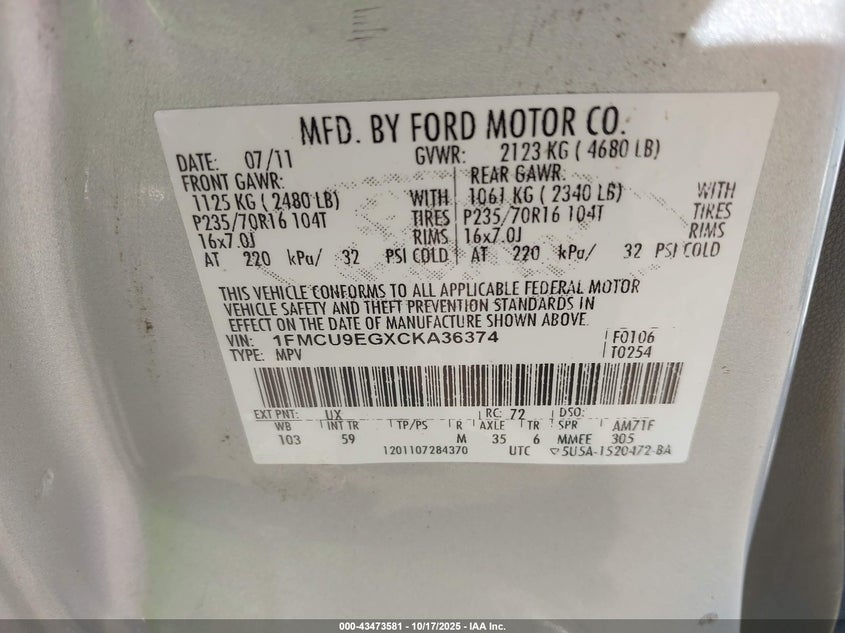 MFD. BY FORD MOTOR CO.
DATE: 07/11 GVWR: 2123 KG ( 4680 LB)
FRONT GAWR: REAR GAWR:
1125 KG ( 2480 LB) WITH 1061 KG ( 2340 LB) WITH
P235/70R16 104T TIRES P235/70R16 104T TIRES
16x7.0J RIMS 16x7.0J RIMS
AT 220 kPa/ 32 PSI COLD AT 220 kPa/ 32 PSI COLD
THIS VEHICLE CONFORMS TO ALL APPLICABLE FEDERAL MOTOR
VEHICLE SAFETY AND THEFT PREVENTION STANDARDS IN
EFFECT ON THE DATE OF MANUFACTURE SHOWN ABOVE.
VIN: 1FMCU9EGXCKA36374 F0106
TYPE: MPV T0254
EXT PNT: UX RC: 72 DSO:
WB INT TR TP/PS R AXLE TR SPR AM71F
103 59 M 35 6 MMEE 305
1201107284370 UTC ▽5U5A-1520472-BA
000-43473581 - 10/17/2025 - IAA Inc.